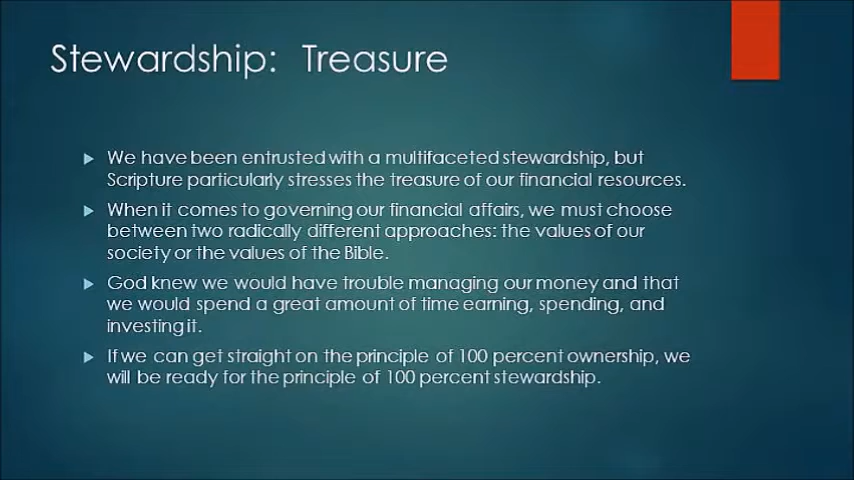 Stewardship: Treasure
We have been entrusted with a multifaceted stewardship, but
Scripture particularly stresses the treasure of our financial resources.
When it comes to governing our financial affairs, we must choose
between two radically different approaches: the values of our
society or the values of the Bible.
God knew we would have trouble managing our money and that
we would spend a great amount of time earning, spending, and
investing it.
If we can get straight on the principle of 100 percent ownership, we
will be ready for the principle of 100 percent stewardship.